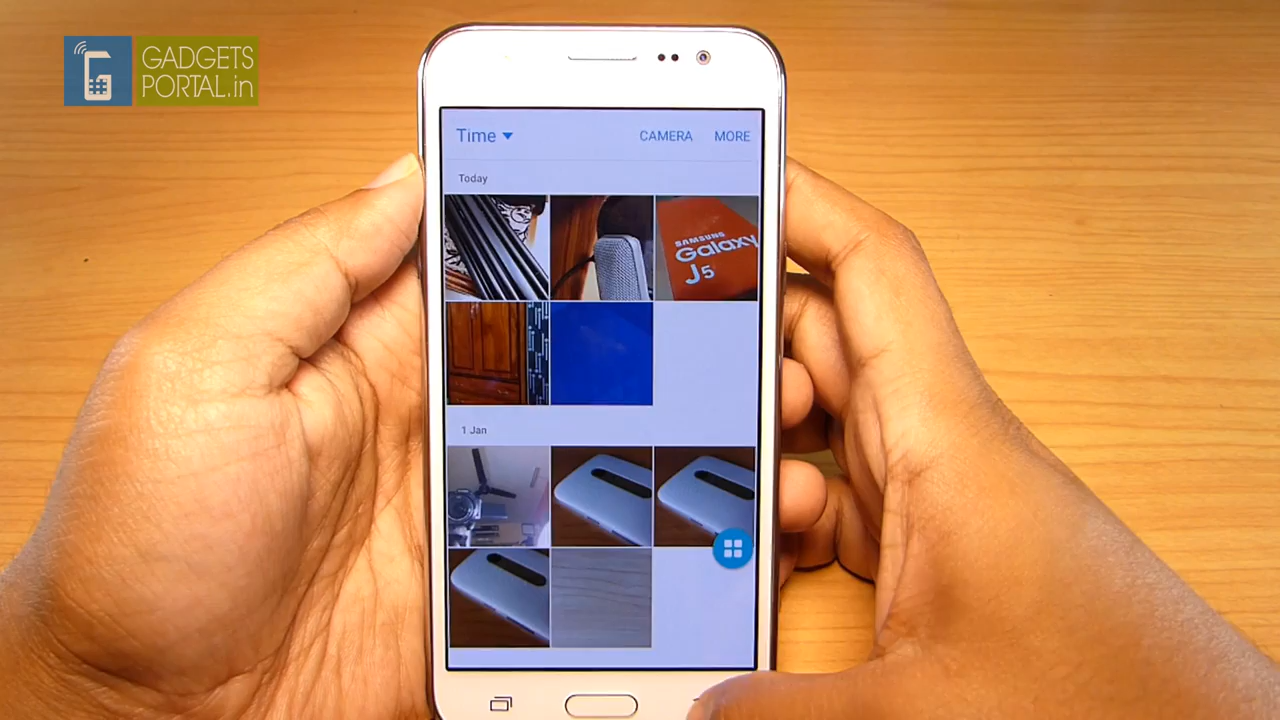 GADGETS
PORTAL.in
Time
CAMERA
MORE
Today
SAMSUNG
Galaxy
J5
1 Jan